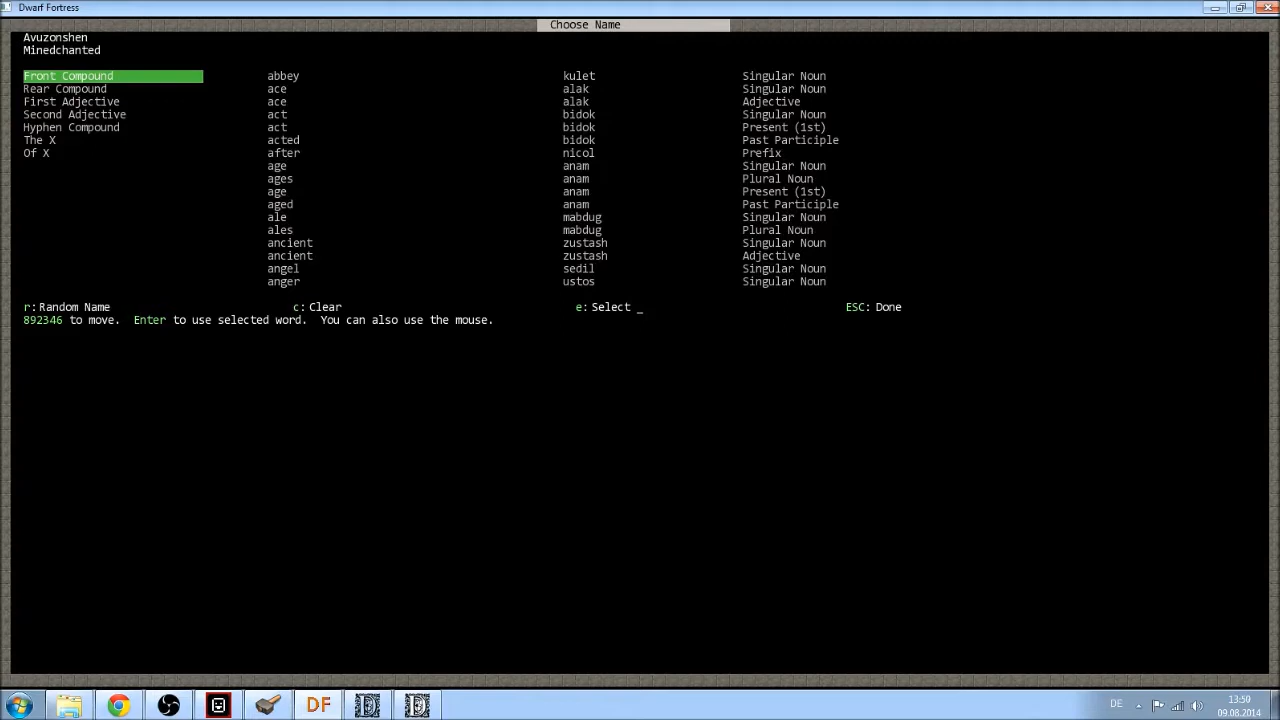 Dwarf Fortress
Choose Name
Avuzonshen
Minedchanted
Front Compound abbey kulet Singular Noun
Rear Compound ace alak Singular Noun
First Adjective ace alak Adjective
Second Adjective act bidok Singular Noun
Hyphen Compound act bidok Present (1st)
The X acted bidok Past Participle
Of X after nicol Prefix
age anam Singular Noun
ages anam Plural Noun
age anam Present (1st)
aged anam Past Participle
ale mabdug Singular Noun
ales mabdug Plural Noun
ancient zustash Singular Noun
ancient zustash Adjective
angel sedil Singular Noun
anger ustos Singular Noun
r:Random Name c: Clear e: Select _ ESC: Done
892346 to move. Enter to use selected word. You can also use the mouse.
DF
DE
13:50
09.08.2014